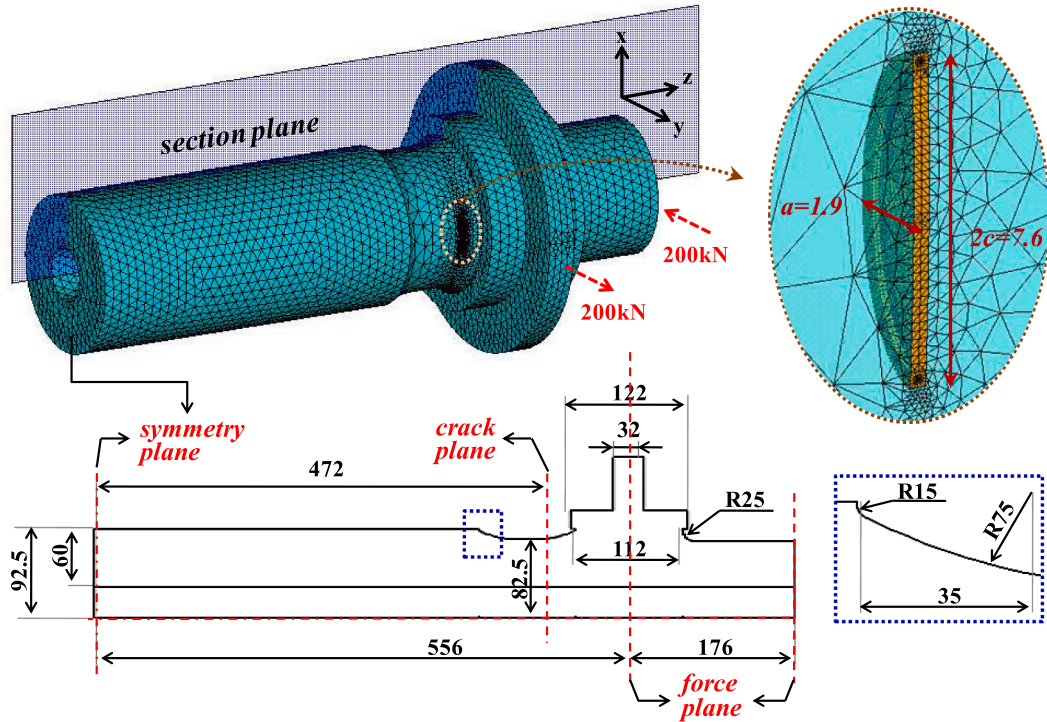 section plane
x
z
y
200kN
200kN
a=1.9
2c=7.6
symmetry
plane
crack
plane
472
122
32
R25
112
92.5
60
82.5
556
176
force
plane
R15
R75
35